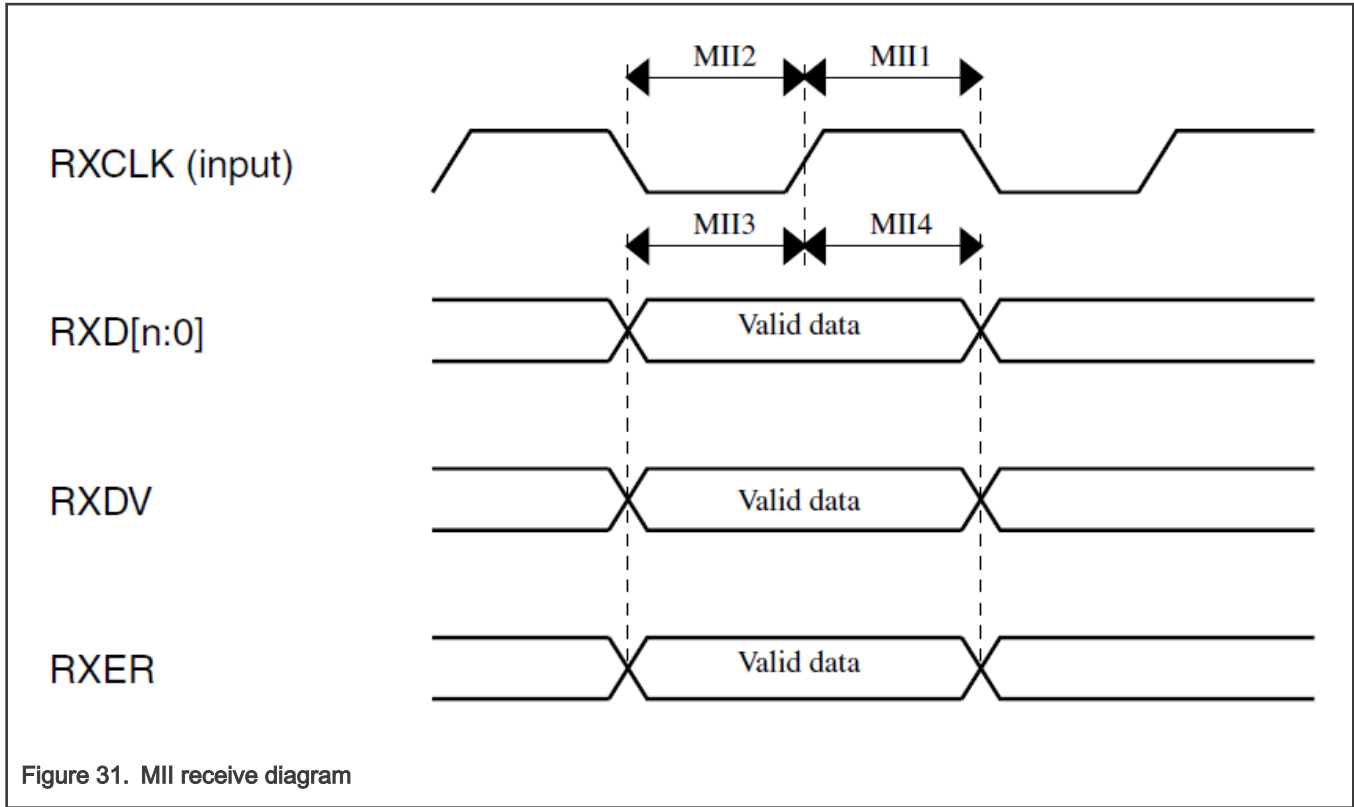 MII2 MII1
RXCLK (input)
MII3 MII4
RXD[n:0] Valid data
RXDV Valid data
RXER Valid data
Figure 31. MII receive diagram